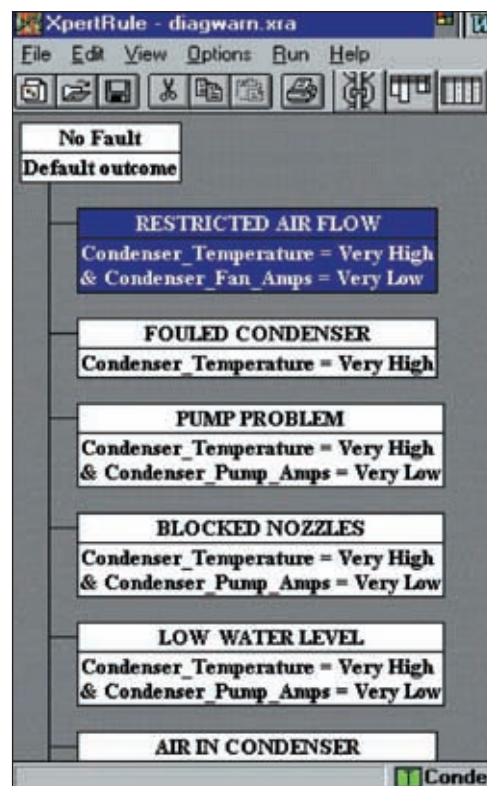 XpertRule - diagwarn.xra
File Edit View Options Run Help
No Fault
Default outcome
RESTRICTED AIR FLOW
Condenser_Temperature = Very High
& Condenser_Fan_Amps = Very Low
FOULED CONDENSER
Condenser_Temperature = Very High
PUMP PROBLEM
Condenser_Temperature = Very High
& Condenser_Pump_Amps = Very Low
BLOCKED NOZZLES
Condenser_Temperature = Very High
& Condenser_Pump_Amps = Very Low
LOW WATER LEVEL
Condenser_Temperature = Very High
& Condenser_Pump_Amps = Very Low
AIR IN CONDENSER
Conde